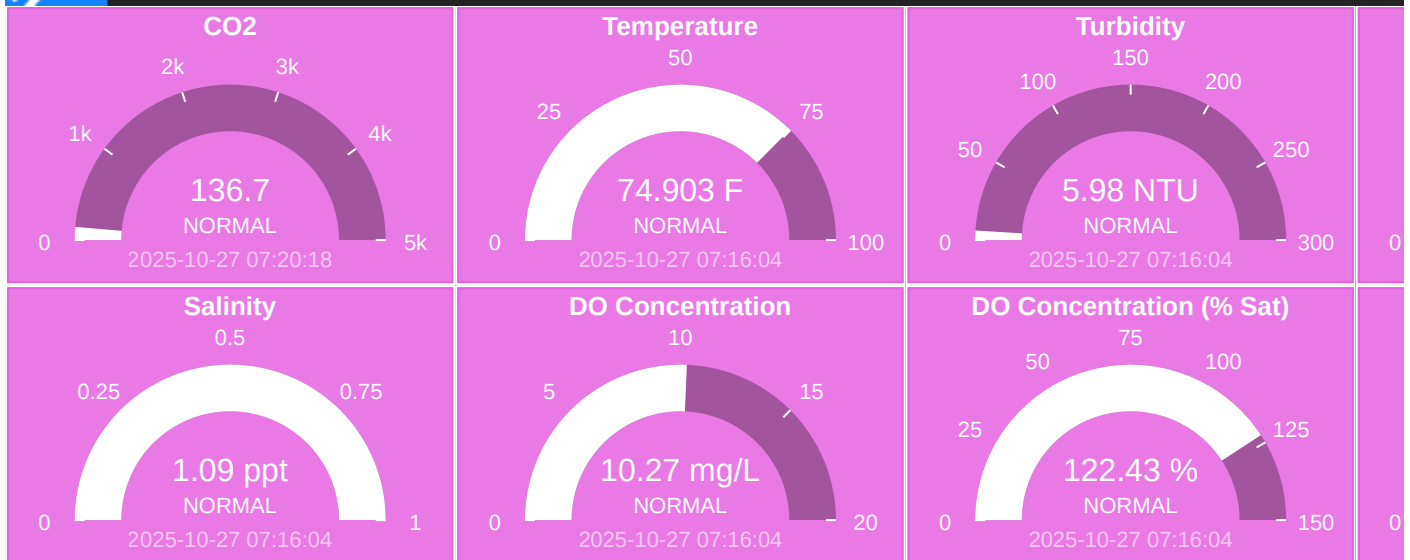 CO2
0
1k
2k
3k
4k
5k
136.7
NORMAL
2025-10-27 07:20:18
Temperature
0
25
50
75
100
74.903 F
NORMAL
2025-10-27 07:16:04
Turbidity
0
50
100
150
200
250
300
5.98 NTU
NORMAL
2025-10-27 07:16:04
0
Salinity
0
0.25
0.5
0.75
1
1.09 ppt
NORMAL
2025-10-27 07:16:04
DO Concentration
0
5
10
15
20
10.27 mg/L
NORMAL
2025-10-27 07:16:04
DO Concentration (% Sat)
0
25
50
75
100
125
150
122.43 %
NORMAL
2025-10-27 07:16:04
0